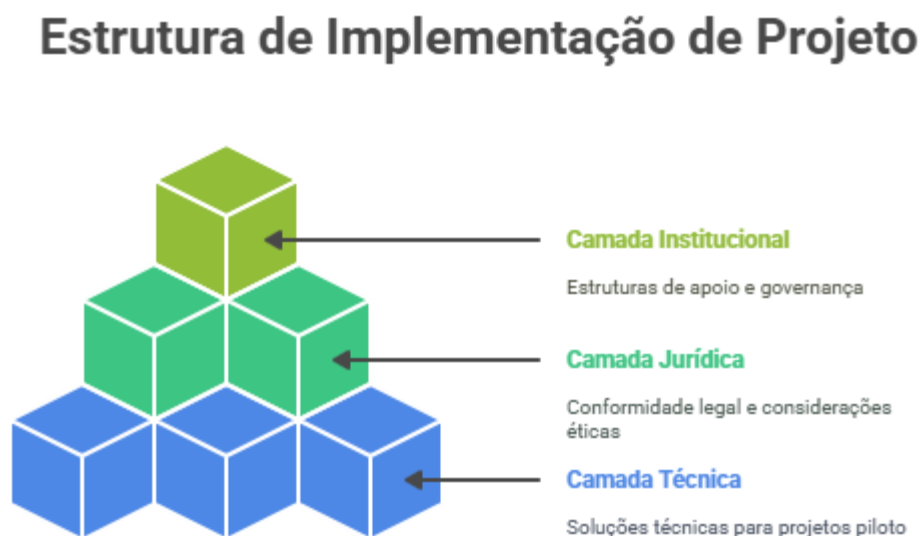 Estrutura de Implementação de Projeto
Camada Institucional
Estruturas de apoio e governança
Camada Jurídica
Conformidade legal e considerações
éticas
Camada Técnica
Soluções técnicas para projetos piloto